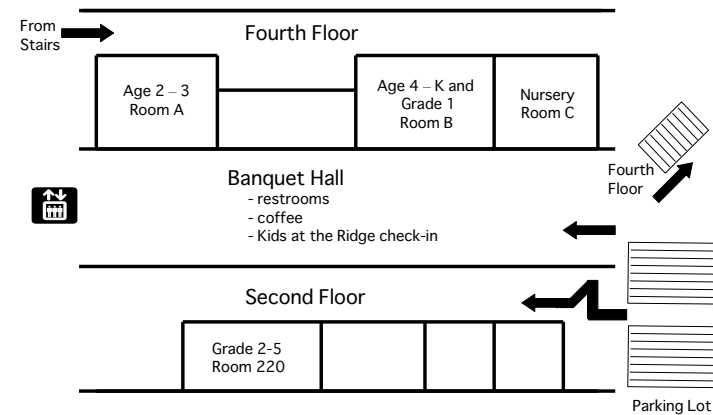 From
Stairs
Fourth Floor
Age 2 – 3
Room A
Age 4 – K and
Grade 1
Room B
Nursery
Room C
Fourth
Floor
Banquet Hall
- restrooms
- coffee
- Kids at the Ridge check-in
Second Floor
Grade 2-5
Room 220
Parking Lot